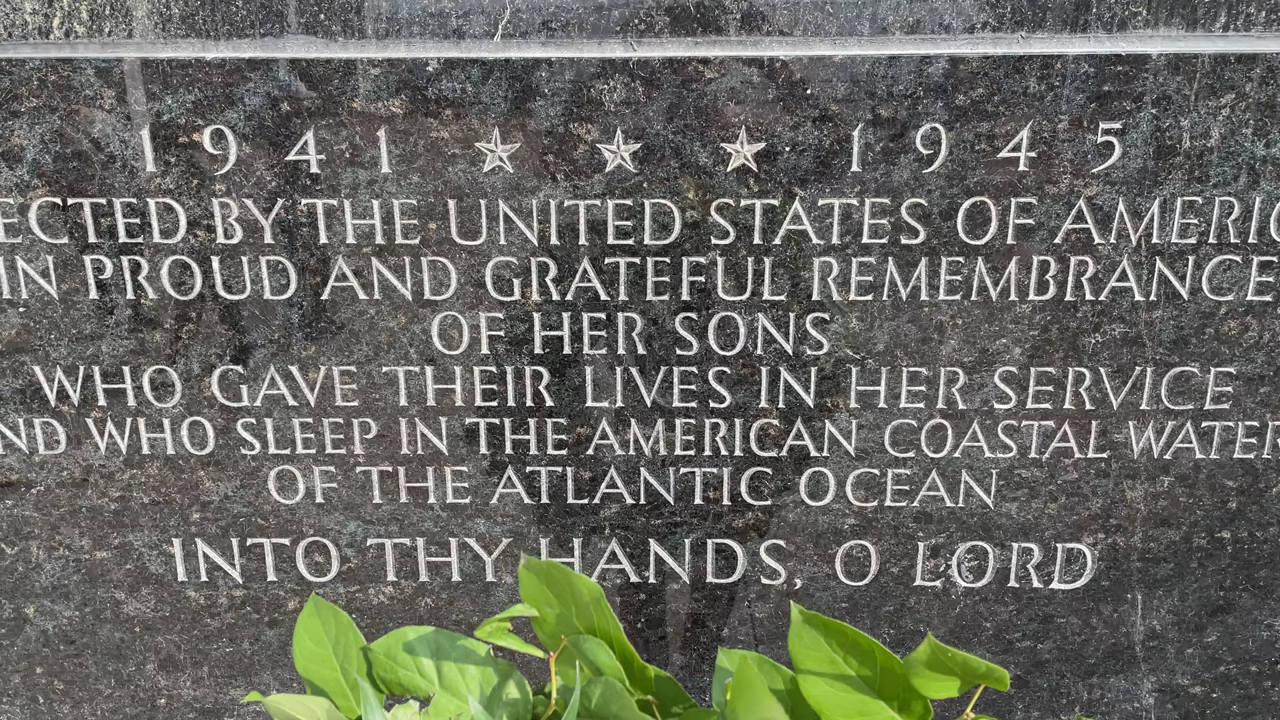 1941 ★ ★ ★ 1945
ECTED BY THE UNITED STATES OF AMERIC
IN PROUD AND GRATEFUL REMEMBRANCE
OF HER SONS
WHO GAVE THEIR LIVES IN HER SERVICE
ND WHO SLEEP IN THE AMERICAN COASTAL WATER
OF THE ATLANTIC OCEAN
INTO THY HANDS, O LORD